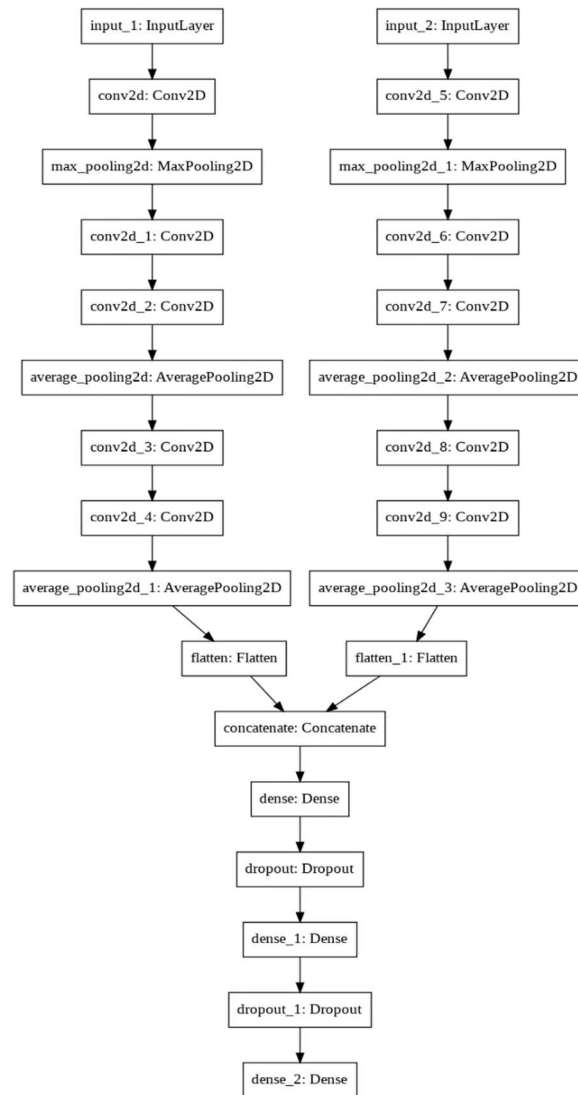 input_1: InputLayer
conv2d: Conv2D
max_pooling2d: MaxPooling2D
conv2d_1: Conv2D
conv2d_2: Conv2D
average_pooling2d: AveragePooling2D
conv2d_3: Conv2D
conv2d_4: Conv2D
average_pooling2d_1: AveragePooling2D
flatten: Flatten
input_2: InputLayer
conv2d_5: Conv2D
max_pooling2d_1: MaxPooling2D
conv2d_6: Conv2D
conv2d_7: Conv2D
average_pooling2d_2: AveragePooling2D
conv2d_8: Conv2D
conv2d_9: Conv2D
average_pooling2d_3: AveragePooling2D
flatten_1: Flatten
concatenate: Concatenate
dense: Dense
dropout: Dropout
dense_1: Dense
dropout_1: Dropout
dense_2: Dense